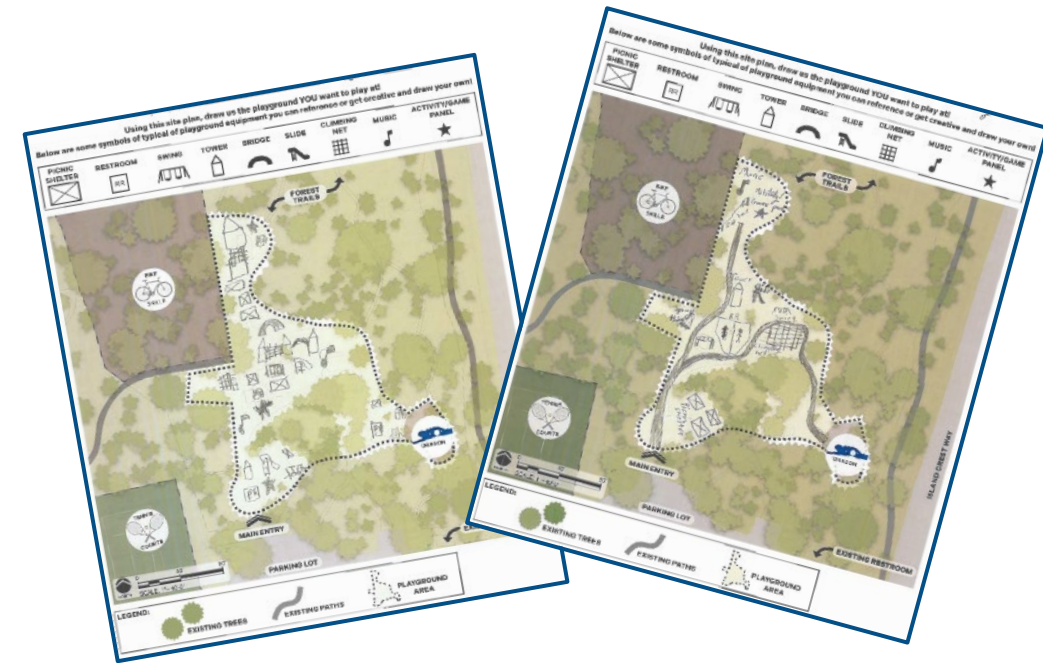 Using this site plan, draw us the playground YOU want to play at!
Below are some symbols of typical of playground equipment you can reference or get creative and draw your own!
PICNIC
SHELTER
RESTROOM
RR
SWING
TOWER
BRIDGE
SLIDE
CLIMBING
NET
MUSIC
ACTIVITY/GAME
PANEL
FOREST
TRAILS
SKILLS
COURTS
DRAGON
MAIN ENTRY
PARKING LOT
LEGEND:
EXISTING TREES
EXISTING PATHS
PLAYGROUND
AREA
Using this site plan, draw us the playground YOU want to play at!
Below are some symbols of typical of playground equipment you can reference or get creative and draw your own!
PICNIC
SHELTER
RESTROOM
RR
SWING
TOWER
BRIDGE
SLIDE
CLIMBING
NET
MUSIC
ACTIVITY/GAME
PANEL
FOREST
TRAILS
SKILLS
COURTS
DRAGON
ISLAND CREST WAY
MAIN ENTRY
PARKING LOT
EXISTING RESTROOM
LEGEND:
EXISTING TREES
EXISTING PATHS
PLAYGROUND
AREA